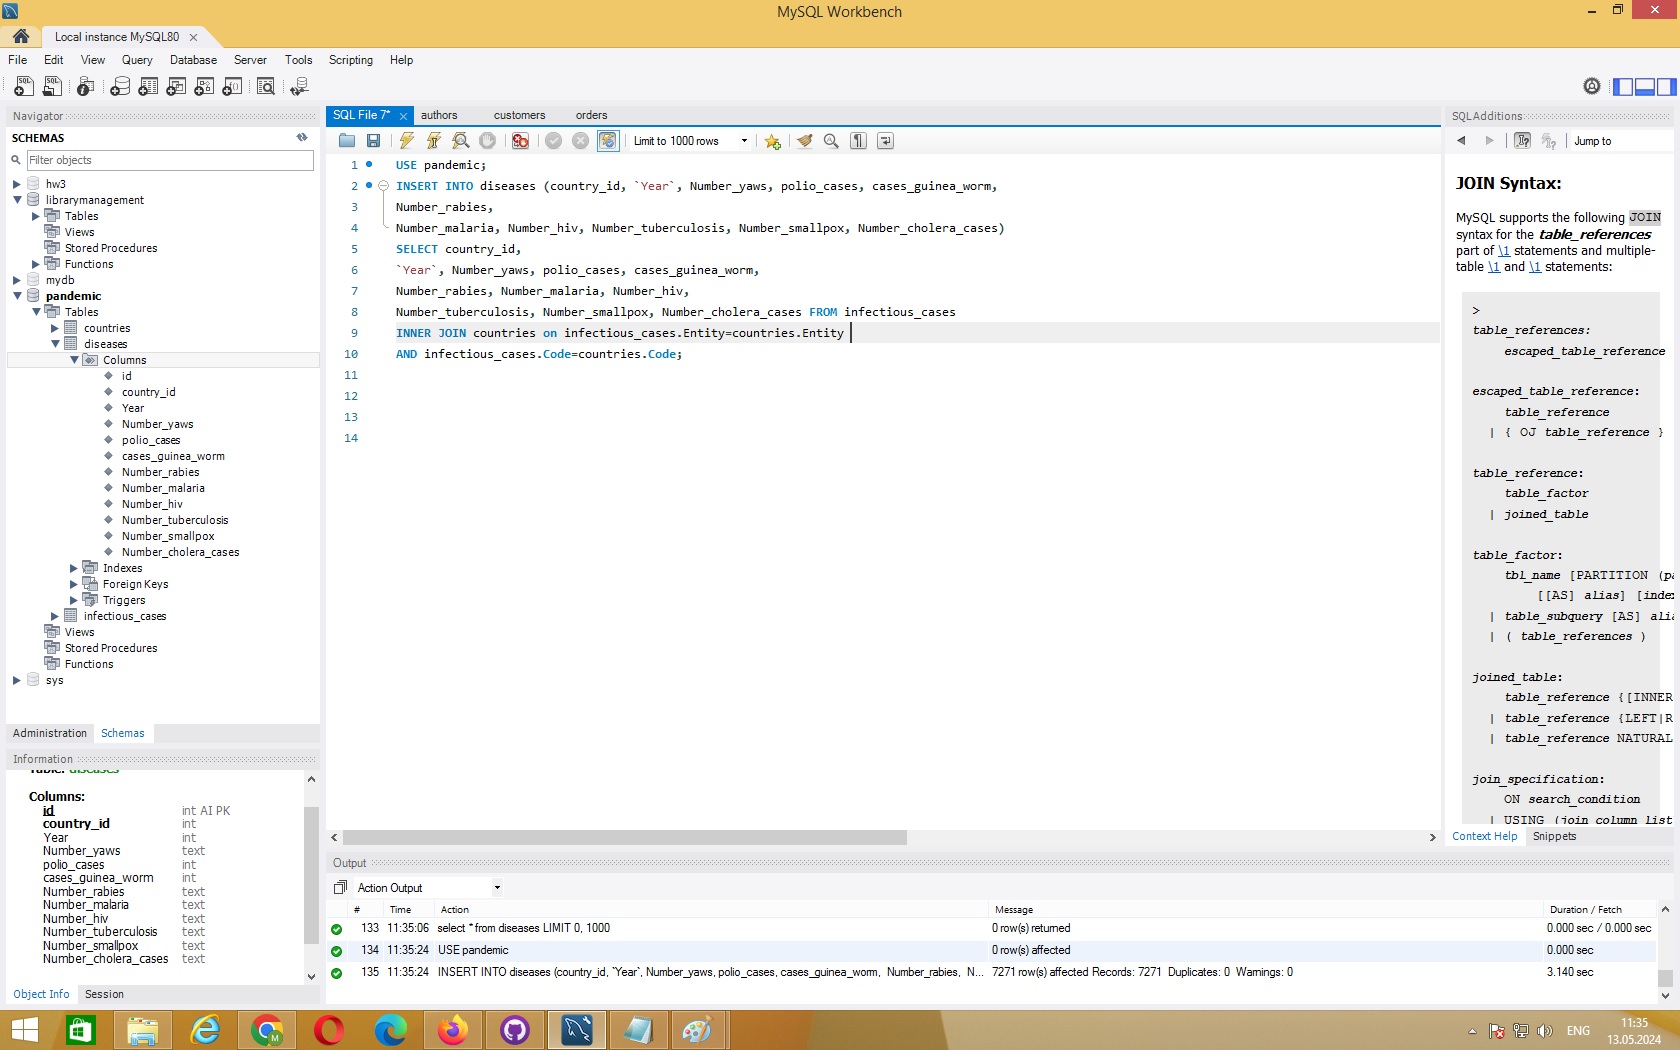 MySQL Workbench
Local instance MySQL80
File Edit View Query Database Server Tools Scripting Help
Navigator
SCHEMAS
Filter objects
hw3
librarymanagement
Tables
Views
Stored Procedures
Functions
mydb
pandemic
Tables
countries
diseases
Columns
id
country_id
Year
Number_yaws
polio_cases
cases_guinea_worm
Number_rabies
Number_malaria
Number_hiv
Number_tuberculosis
Number_smallpox
Number_cholera_cases
Indexes
Foreign Keys
Triggers
infectious_cases
Views
Stored Procedures
Functions
sys
Administration Schemas
Information
Table: diseases
Columns:
id int AI PK
country_id int
Year int
Number_yaws text
polio_cases int
cases_guinea_worm int
Number_rabies text
Number_malaria text
Number_hiv text
Number_tuberculosis text
Number_smallpox text
Number_cholera_cases text
Object Info Session
SQL File 7* authors customers orders
Limit to 1000 rows
1 USE pandemic;
2 INSERT INTO diseases (country_id, `Year`, Number_yaws, polio_cases, cases_guinea_worm,
3 Number_rabies,
4 Number_malaria, Number_hiv, Number_tuberculosis, Number_smallpox, Number_cholera_cases)
5 SELECT country_id,
6 `Year`, Number_yaws, polio_cases, cases_guinea_worm,
7 Number_rabies, Number_malaria, Number_hiv,
8 Number_tuberculosis, Number_smallpox, Number_cholera_cases FROM infectious_cases
9 INNER JOIN countries on infectious_cases.Entity=countries.Entity
10 AND infectious_cases.Code=countries.Code;
11
12
13
14
SQLAdditions
Jump to
JOIN Syntax:
MySQL supports the following JOIN
syntax for the table_references
part of \1 statements and multiple-
table \1 and \1 statements:
>
table_references:
escaped_table_reference
escaped_table_reference:
table_reference
| { OJ table_reference }
table_reference:
table_factor
| joined_table
table_factor:
tbl_name [PARTITION (pa
[[AS] alias] [inde
| table_subquery [AS] alia
| ( table_references )
joined_table:
table_reference {[INNER
| table_reference {LEFT|R
| table_reference NATURAL
join_specification:
ON search_condition
| USING (join_column_list
Context Help Snippets
Output
Action Output
# Time Action Message Duration / Fetch
133 11:35:06 select * from diseases LIMIT 0, 1000 0 row(s) returned 0.000 sec / 0.000 sec
134 11:35:24 USE pandemic 0 row(s) affected 0.000 sec
135 11:35:24 INSERT INTO diseases (country_id, `Year`, Number_yaws, polio_cases, cases_guinea_worm, Number_rabies, N... 7271 row(s) affected Records: 7271 Duplicates: 0 Warnings: 0 3.140 sec
ENG
11:35
13.05.2024